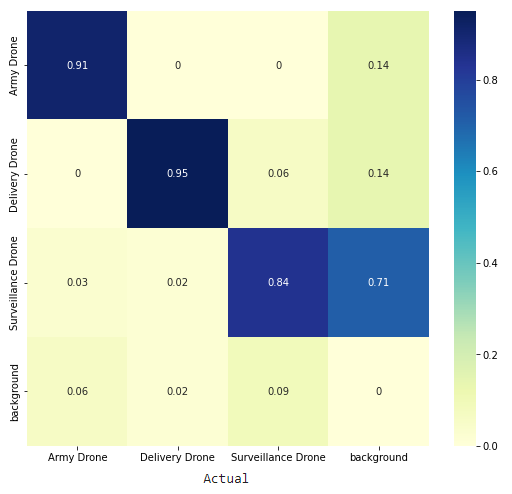 Army Drone 0.91 0 0 0.14
Delivery Drone 0 0.95 0.06 0.14
Surveillance Drone 0.03 0.02 0.84 0.71
background 0.06 0.02 0.09 0
Army Drone Delivery Drone Surveillance Drone background
Actual
0.8
0.6
0.4
0.2
0.0